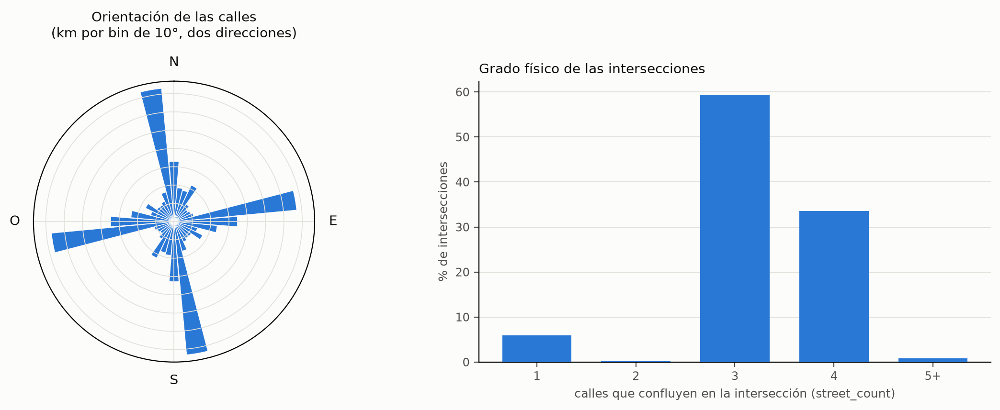 Orientación de las calles
(km por bin de 10°, dos direcciones)
N
O
E
S
Grado físico de las intersecciones
% de intersecciones
60
50
40
30
20
10
0
1 2 3 4 5+
calles que confluyen en la intersección (street_count)